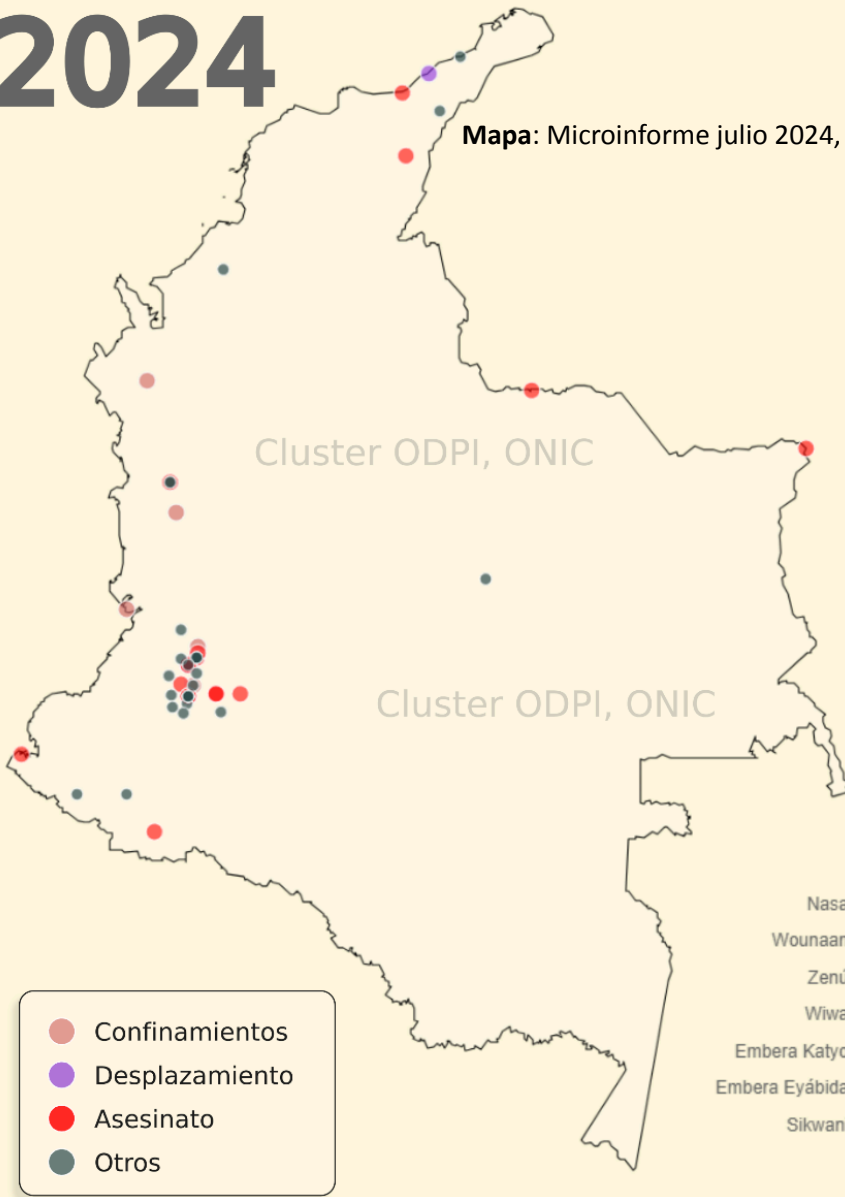 2024
Mapa: Microinforme julio 2024,
Cluster ODPI, ONIC
Cluster ODPI, ONIC
Nasa
Wounaan
Zenú
Wiwa
Embera Katyo
Embera Eyábida
Sikwani
Confinamientos
Desplazamiento
Asesinato
Otros